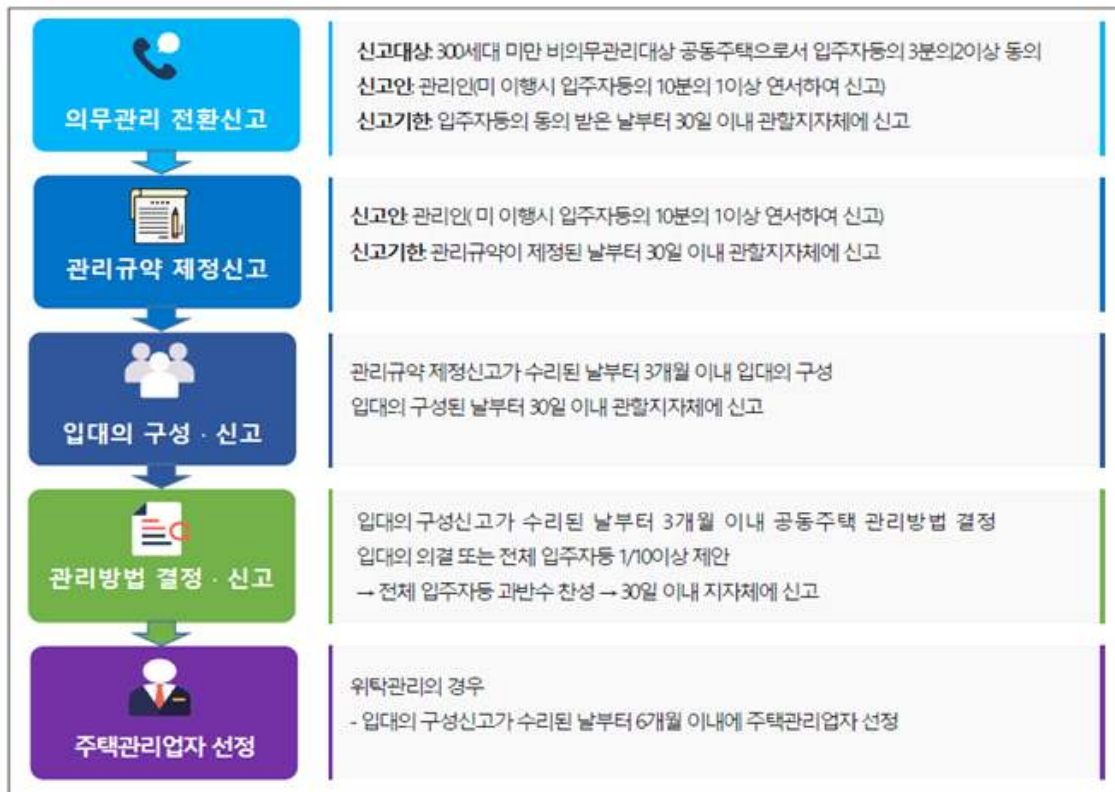 의무관리 전환신고
신고대상: 300세대 미만 비의무관리대상 공동주택으로서 입주자등의 3분의2이상 동의
신고인: 관리인(미 이행시 입주자등의 10분의 1이상 연서하여 신고)
신고기한: 입주자등의 동의 받은 날부터 30일 이내 관할지자체에 신고
관리규약 제정신고
신고인: 관리인( 미 이행시 입주자등의 10분의 1이상 연서하여 신고)
신고기한: 관리규약이 제정된 날부터 30일 이내 관할지자체에 신고
입대의 구성 · 신고
관리규약 제정신고가 수리된 날부터 3개월 이내 입대의 구성
입대의 구성된 날부터 30일 이내 관할지자체에 신고
관리방법 결정 · 신고
입대의 구성신고가 수리된 날부터 3개월 이내 공동주택 관리방법 결정
입대의 의결 또는 전체 입주자등 1/10이상 제안
→ 전체 입주자등 과반수 찬성 → 30일 이내 지자체에 신고
주택관리업자 선정
위탁관리의 경우
- 입대의 구성신고가 수리된 날부터 6개월 이내에 주택관리업자 선정